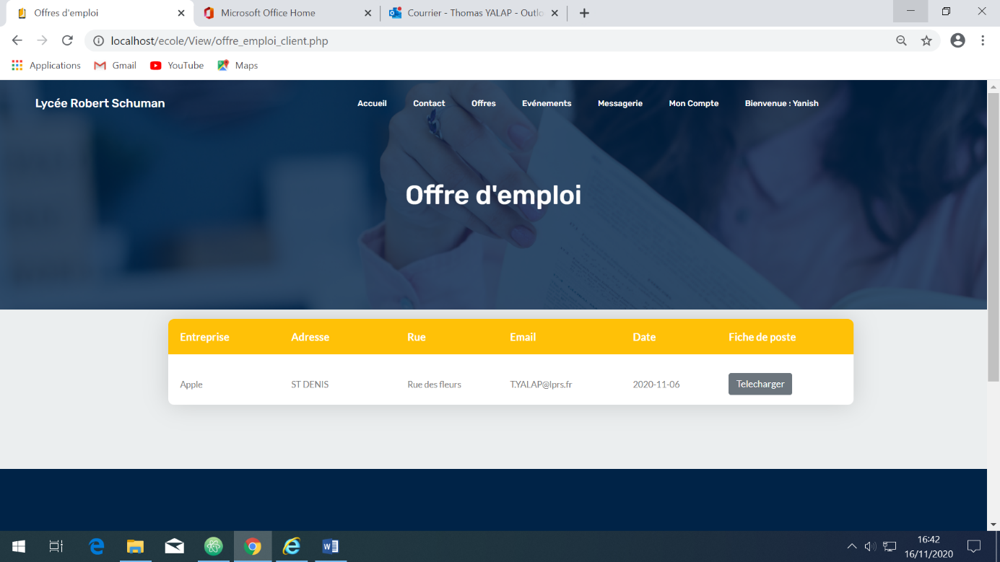 Offres d'emploi
Microsoft Office Home
Courrier - Thomas YALAP - Outlo
localhost/ecole/View/offre_emploi_client.php
Applications Gmail YouTube Maps
Lycée Robert Schuman Accueil Contact Offres Evénements Messagerie Mon Compte Bienvenue : Yanish
Offre d'emploi
Entreprise Adresse Rue Email Date Fiche de poste
Apple ST DENIS Rue des fleurs T.YALAP@lprs.fr 2020-11-06 Telecharger
16:42
16/11/2020